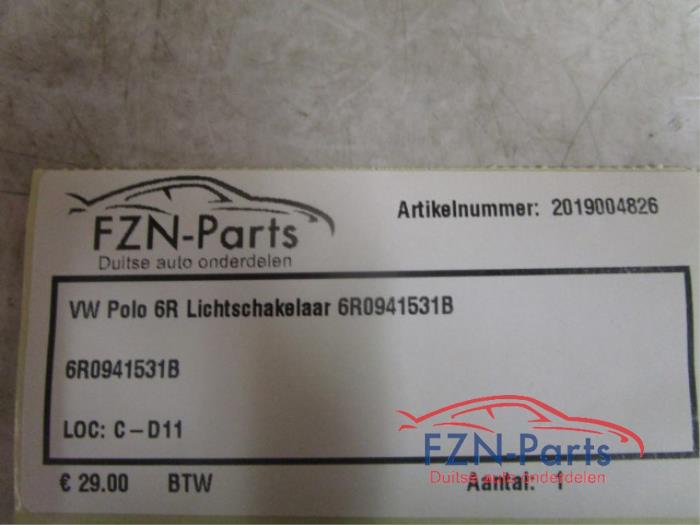 FZN-Parts
Duitse auto onderdelen
Artikelnummer: 2019004826
VW Polo 6R Lichtschakelaar 6R0941531B
6R0941531B
LOC: C-D11
€ 29.00 BTW
Aantal: 1
FZN-Parts
Duitse auto onderdelen